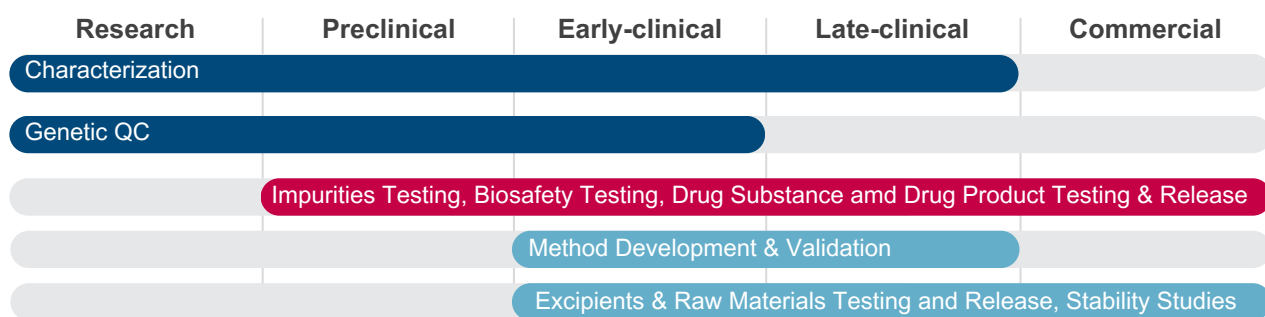 Research Preclinical Early-clinical Late-clinical Commercial
Characterization
Genetic QC
Impurities Testing, Biosafety Testing, Drug Substance amd Drug Product Testing & Release
Method Development & Validation
Excipients & Raw Materials Testing and Release, Stability Studies